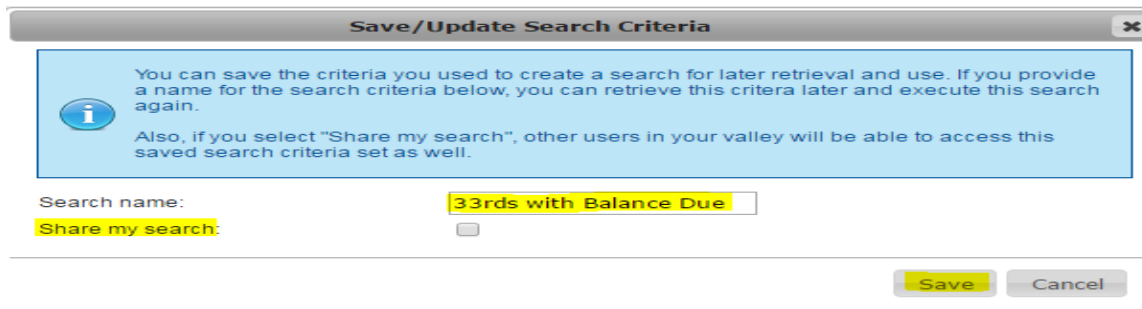 Save/Update Search Criteria
You can save the criteria you used to create a search for later retrieval and use. If you provide
a name for the search criteria below, you can retrieve this critera later and execute this search
again.
Also, if you select "Share my search", other users in your valley will be able to access this
saved search criteria set as well.
Search name: 33rds with Balance Due
Share my search:
Save Cancel